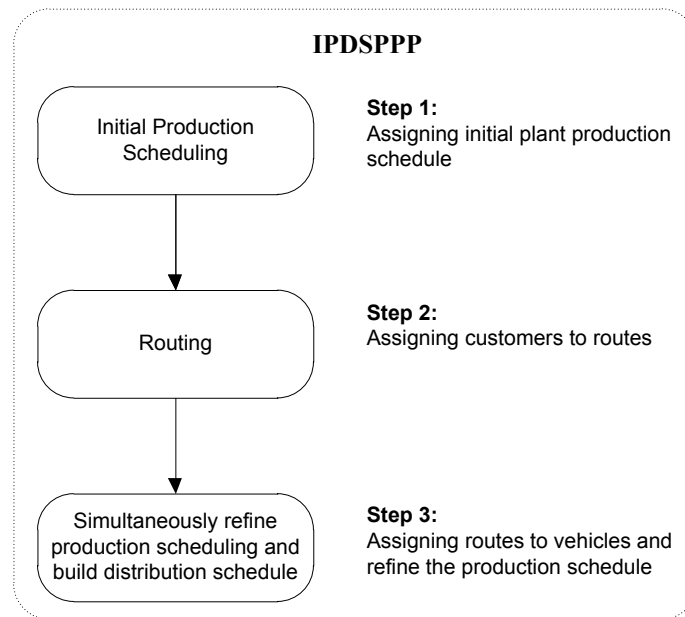 IPDSPPP
Initial Production
Scheduling
Step 1:
Assigning initial plant production
schedule
Routing
Step 2:
Assigning customers to routes
Simultaneously refine
production scheduling and
build distribution schedule
Step 3:
Assigning routes to vehicles and
refine the production schedule